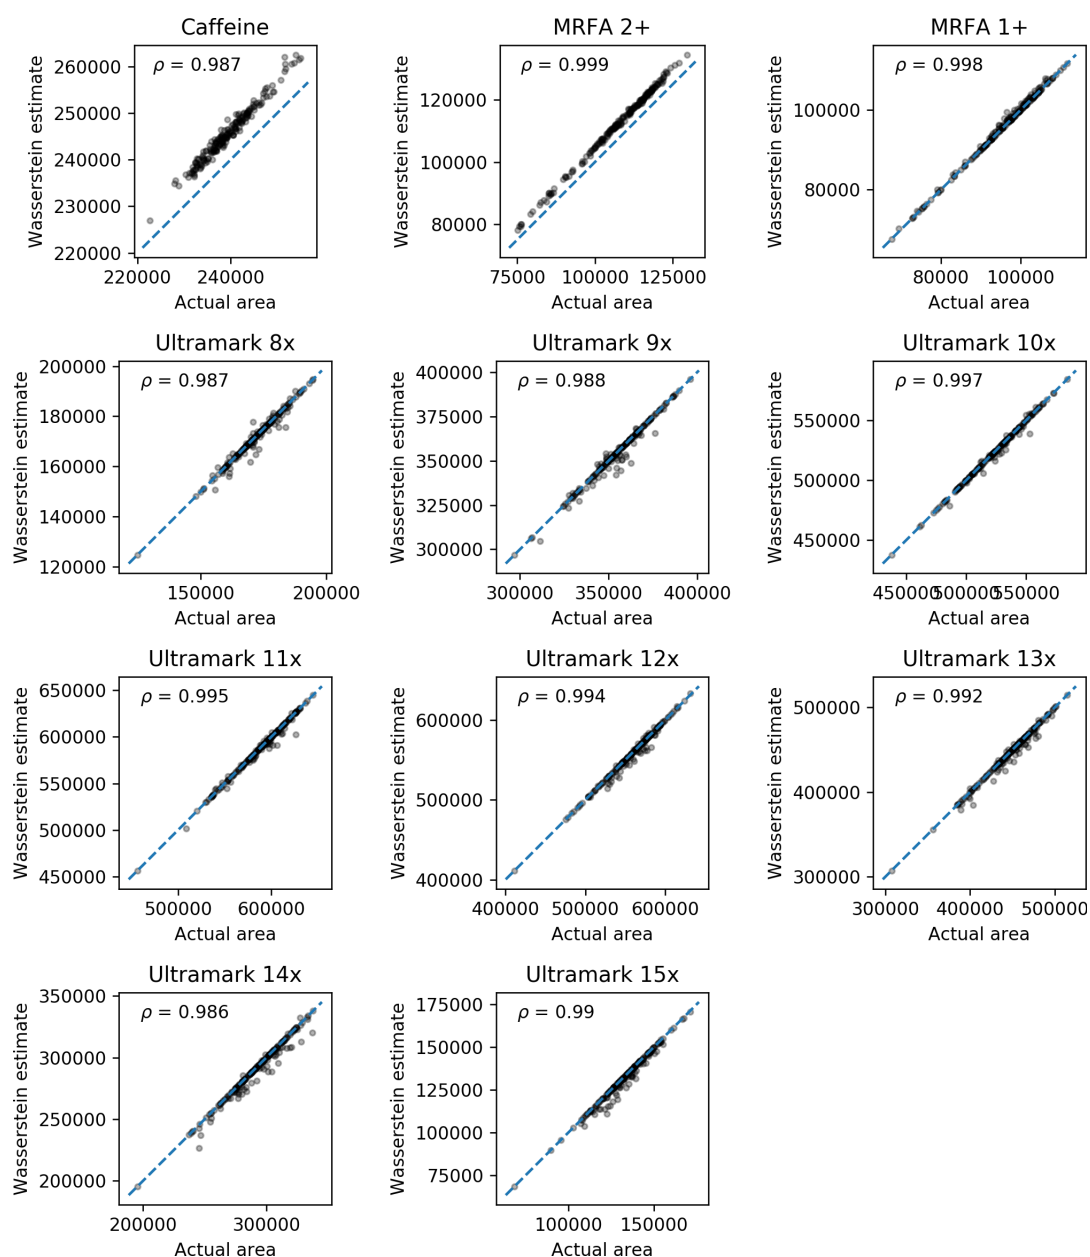 Caffeine
MRFA 2+
MRFA 1+
Wasserstein estimate
260000
250000
240000
230000
220000
ρ = 0.987
220000 240000
Actual area
Wasserstein estimate
120000
100000
80000
ρ = 0.999
75000 100000 125000
Actual area
Wasserstein estimate
100000
80000
ρ = 0.998
80000 100000
Actual area
Ultramark 8x
Ultramark 9x
Ultramark 10x
Wasserstein estimate
200000
180000
160000
140000
120000
ρ = 0.987
150000 200000
Actual area
Wasserstein estimate
400000
375000
350000
325000
300000
ρ = 0.988
300000 350000 400000
Actual area
Wasserstein estimate
550000
500000
450000
ρ = 0.997
450000 500000 550000
Actual area
Ultramark 11x
Ultramark 12x
Ultramark 13x
Wasserstein estimate
650000
600000
550000
500000
450000
ρ = 0.995
500000 600000
Actual area
Wasserstein estimate
600000
500000
400000
ρ = 0.994
400000 500000 600000
Actual area
Wasserstein estimate
500000
400000
300000
ρ = 0.992
300000 400000 500000
Actual area
Ultramark 14x
Ultramark 15x
Wasserstein estimate
350000
300000
250000
200000
ρ = 0.986
200000 300000
Actual area
Wasserstein estimate
175000
150000
125000
100000
75000
ρ = 0.99
100000 150000
Actual area